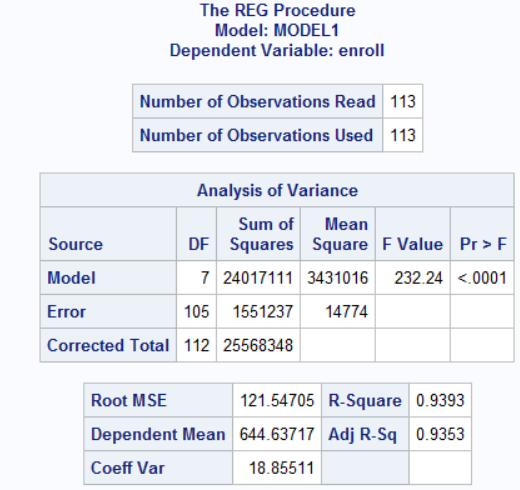 The REG Procedure
Model: MODEL1
Dependent Variable: enroll
Number of Observations Read 113
Number of Observations Used 113
Analysis of Variance
Source DF Sum of Squares Mean Square F Value Pr > F
Model 7 24017111 3431016 232.24 <.0001
Error 105 1551237 14774
Corrected Total 112 25568348
Root MSE 121.54705 R-Square 0.9393
Dependent Mean 644.63717 Adj R-Sq 0.9353
Coeff Var 18.85511